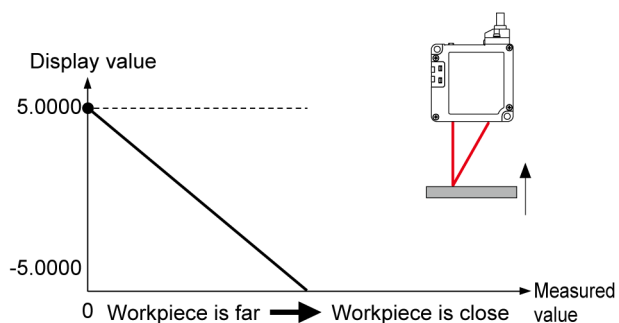 Display value
5.0000
-5.0000
0 Workpiece is far Workpiece is close
Measured
value